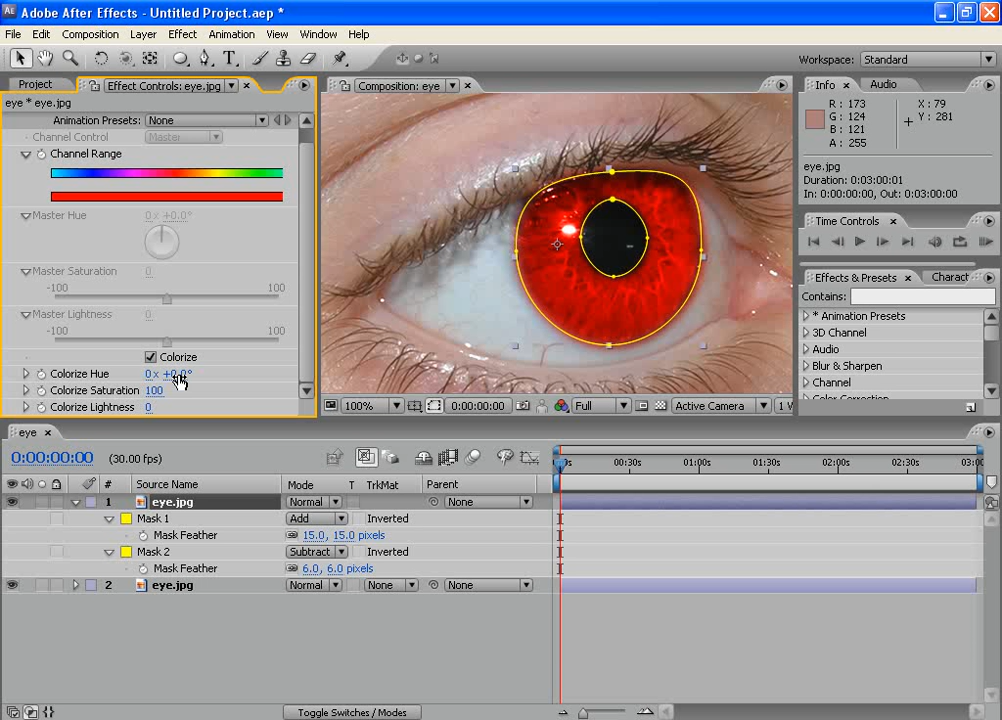 Adobe After Effects - Untitled Project.aep *
File Edit Composition Layer Effect Animation View Window Help
Workspace: Standard
Project Effect Controls: eye.jpg
eye * eye.jpg
Animation Presets: None
Channel Control Master
Channel Range
Master Hue 0 x +0.0°
Master Saturation 0
-100 100
Master Lightness 0
-100 100
Colorize
Colorize Hue 0 x +0.0°
Colorize Saturation 100
Colorize Lightness 0
Composition: eye
100% 0:00:00:00 Full Active Camera 1 V
Info Audio
R : 173
G : 124
B : 121
A : 255
X : 79
Y : 281
eye.jpg
Duration: 0:03:00:01
In: 0:00:00:00, Out: 0:03:00:00
Time Controls
Effects & Presets Charact
Contains:
* Animation Presets
3D Channel
Audio
Blur & Sharpen
Channel
Color Correction
eye
0:00:00:00 (30.00 fps)
0s 00:30s 01:00s 01:30s 02:00s 02:30s 03:00
# Source Name Mode T TrkMat Parent
1 eye.jpg Normal None
Mask 1 Add Inverted
Mask Feather 15.0, 15.0 pixels
Mask 2 Subtract Inverted
Mask Feather 6.0, 6.0 pixels
2 eye.jpg Normal None None
Toggle Switches / Modes